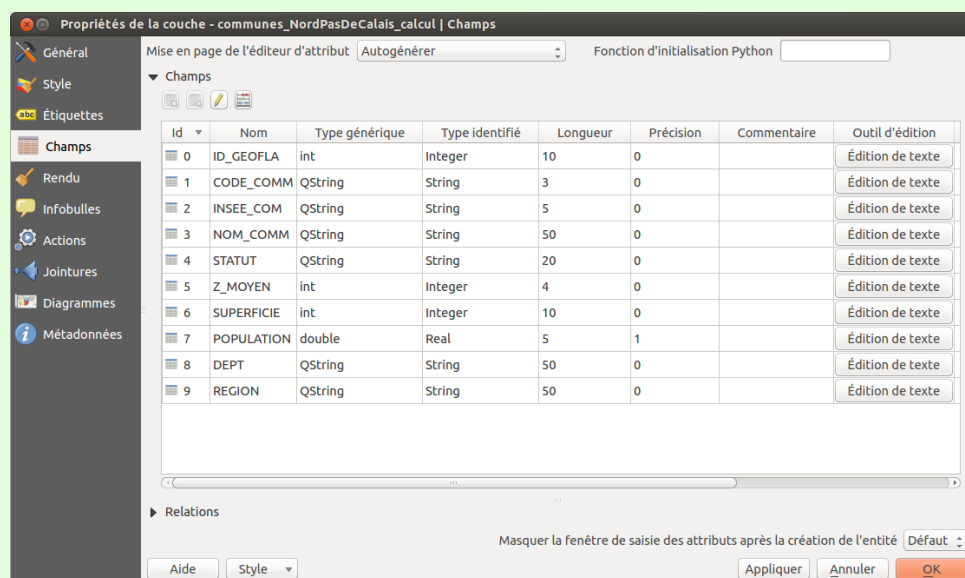 Propriétés de la couche - communes_NordPasDeCalais_calcul | Champs
Général
Style
Étiquettes
Champs
Rendu
Infobulles
Actions
Jointures
Diagrammes
Métadonnées
Mise en page de l'éditeur d'attribut Autogénérer Fonction d'initialisation Python
Champs
Id Nom Type générique Type identifié Longueur Précision Commentaire Outil d'édition
0 ID_GEOFLA int Integer 10 0 Édition de texte
1 CODE_COMM QString String 3 0 Édition de texte
2 INSEE_COM QString String 5 0 Édition de texte
3 NOM_COMM QString String 50 0 Édition de texte
4 STATUT QString String 20 0 Édition de texte
5 Z_MOYEN int Integer 4 0 Édition de texte
6 SUPERFICIE int Integer 10 0 Édition de texte
7 POPULATION double Real 5 1 Édition de texte
8 DEPT QString String 50 0 Édition de texte
9 REGION QString String 50 0 Édition de texte
Relations
Masquer la fenêtre de saisie des attributs après la création de l'entité Défaut
Aide Style Appliquer Annuler OK